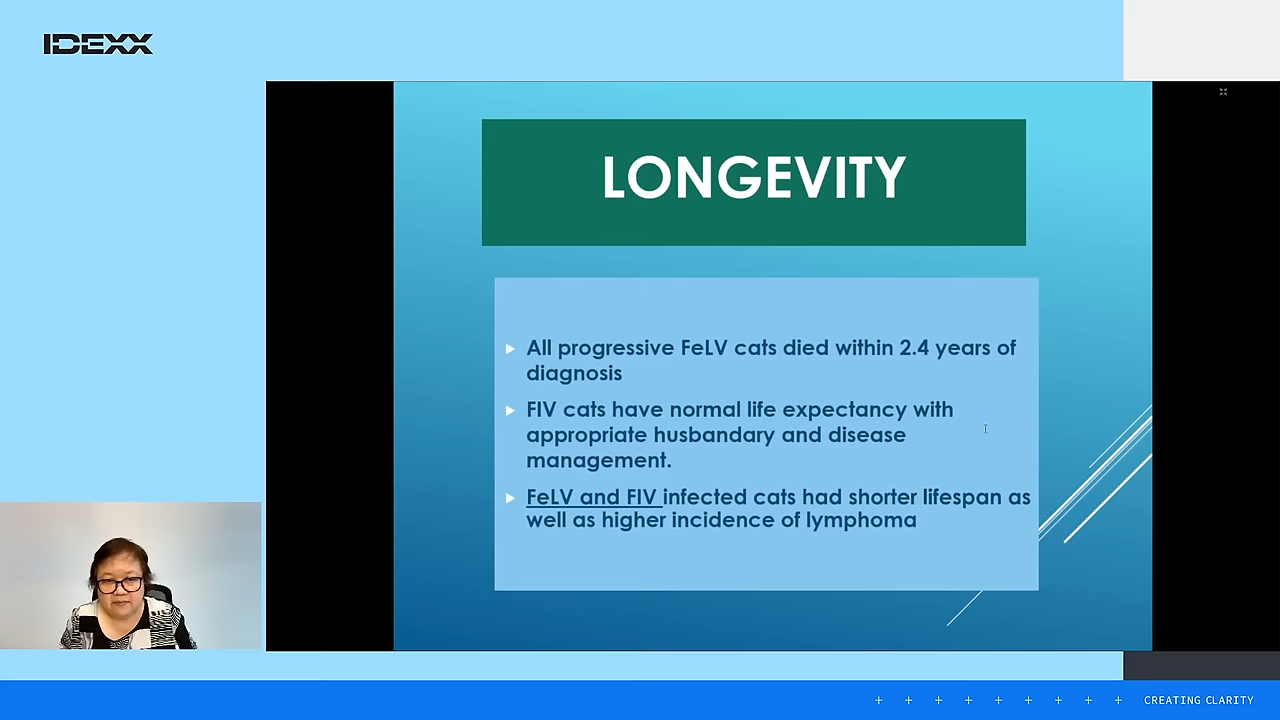 IDEXX
LONGEVITY
All progressive FeLV cats died within 2.4 years of
diagnosis
FIV cats have normal life expectancy with
appropriate husbandary and disease
management.
FeLV and FIV infected cats had shorter lifespan as
well as higher incidence of lymphoma
CREATING CLARITY